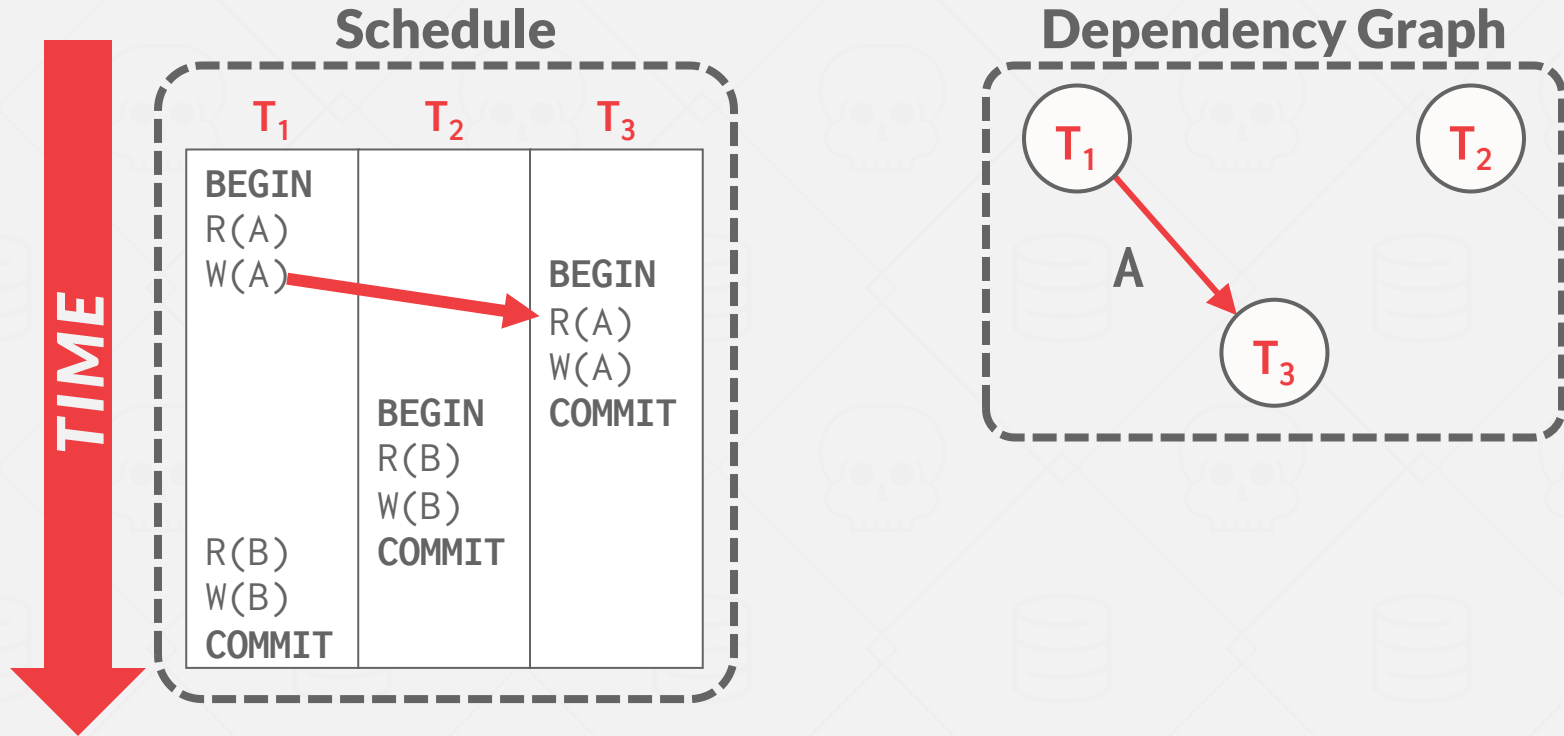 Schedule
Dependency Graph
TIME
T₁ T₂ T₃
BEGIN
R(A)
W(A) BEGIN
R(A)
W(A)
BEGIN COMMIT
R(B)
W(B)
R(B) COMMIT
W(B)
COMMIT
T₁ T₂
A
T₃